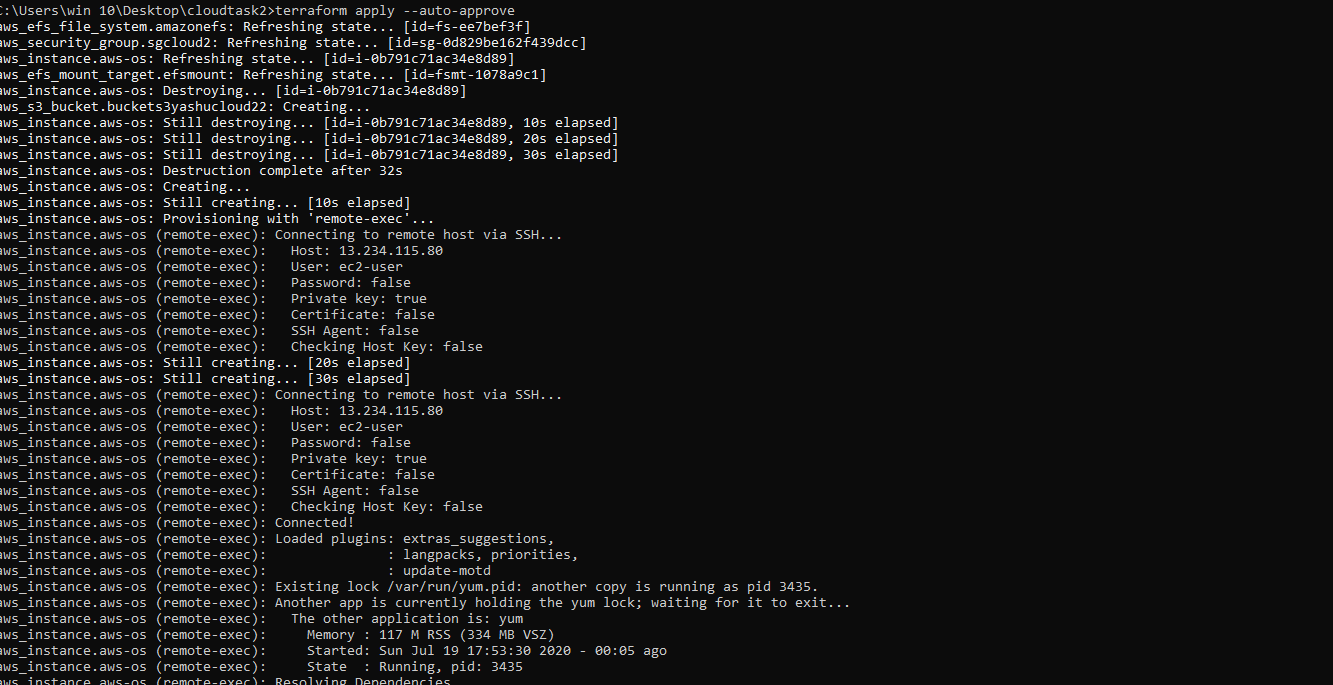 C:\Users\win 10\Desktop\cloudtask2>terraform apply --auto-approve
aws_efs_file_system.amazonefs: Refreshing state... [id=fs-ee7bef3f]
aws_security_group.sgcloud2: Refreshing state... [id=sg-0d829be162f439dcc]
aws_instance.aws-os: Refreshing state... [id=i-0b791c71ac34e8d89]
aws_efs_mount_target.efsmount: Refreshing state... [id=fsmt-1078a9c1]
aws_instance.aws-os: Destroying... [id=i-0b791c71ac34e8d89]
aws_s3_bucket.buckets3yashucloud22: Creating...
aws_instance.aws-os: Still destroying... [id=i-0b791c71ac34e8d89, 10s elapsed]
aws_instance.aws-os: Still destroying... [id=i-0b791c71ac34e8d89, 20s elapsed]
aws_instance.aws-os: Still destroying... [id=i-0b791c71ac34e8d89, 30s elapsed]
aws_instance.aws-os: Destruction complete after 32s
aws_instance.aws-os: Creating...
aws_instance.aws-os: Still creating... [10s elapsed]
aws_instance.aws-os: Provisioning with 'remote-exec'...
aws_instance.aws-os (remote-exec): Connecting to remote host via SSH...
aws_instance.aws-os (remote-exec):   Host: 13.234.115.80
aws_instance.aws-os (remote-exec):   User: ec2-user
aws_instance.aws-os (remote-exec):   Password: false
aws_instance.aws-os (remote-exec):   Private key: true
aws_instance.aws-os (remote-exec):   Certificate: false
aws_instance.aws-os (remote-exec):   SSH Agent: false
aws_instance.aws-os (remote-exec):   Checking Host Key: false
aws_instance.aws-os: Still creating... [20s elapsed]
aws_instance.aws-os: Still creating... [30s elapsed]
aws_instance.aws-os (remote-exec): Connecting to remote host via SSH...
aws_instance.aws-os (remote-exec):   Host: 13.234.115.80
aws_instance.aws-os (remote-exec):   User: ec2-user
aws_instance.aws-os (remote-exec):   Password: false
aws_instance.aws-os (remote-exec):   Private key: true
aws_instance.aws-os (remote-exec):   Certificate: false
aws_instance.aws-os (remote-exec):   SSH Agent: false
aws_instance.aws-os (remote-exec):   Checking Host Key: false
aws_instance.aws-os (remote-exec): Connected!
aws_instance.aws-os (remote-exec): Loaded plugins: extras_suggestions,
aws_instance.aws-os (remote-exec):               : langpacks, priorities,
aws_instance.aws-os (remote-exec):               : update-motd
aws_instance.aws-os (remote-exec): Existing lock /var/run/yum.pid: another copy is running as pid 3435.
aws_instance.aws-os (remote-exec): Another app is currently holding the yum lock; waiting for it to exit...
aws_instance.aws-os (remote-exec):   The other application is: yum
aws_instance.aws-os (remote-exec):     Memory : 117 M RSS (334 MB VSZ)
aws_instance.aws-os (remote-exec):     Started: Sun Jul 19 17:53:30 2020 - 00:05 ago
aws_instance.aws-os (remote-exec):     State  : Running, pid: 3435
aws_instance.aws-os (remote-exec): Resolving Dependencies